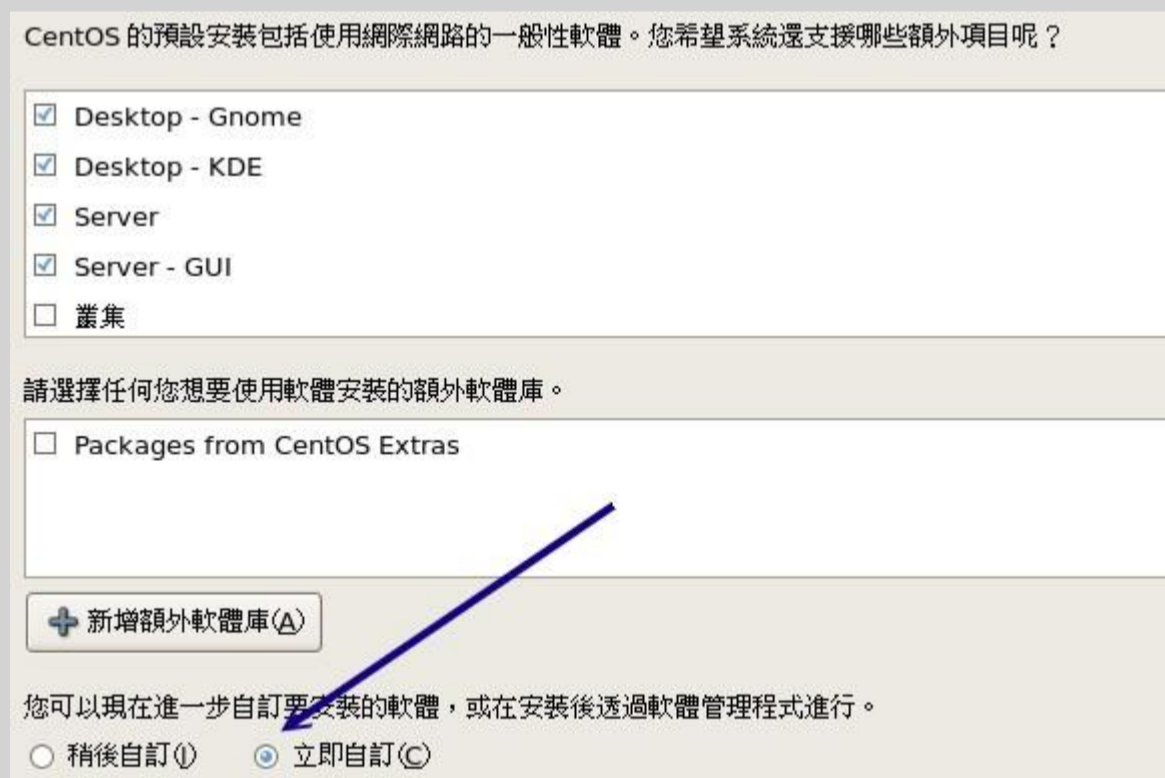 CentOS 的預設安裝包括使用網際網路的一般性軟體。您希望系統還支援哪些額外項目呢？
Desktop - Gnome
Desktop - KDE
Server
Server - GUI
叢集
請選擇任何您想要使用軟體安裝的額外軟體庫。
Packages from CentOS Extras
新增額外軟體庫(A)
您可以現在進一步自訂要安裝的軟體，或在安裝後透過軟體管理程式進行。
稍後自訂(l) 立即自訂(C)